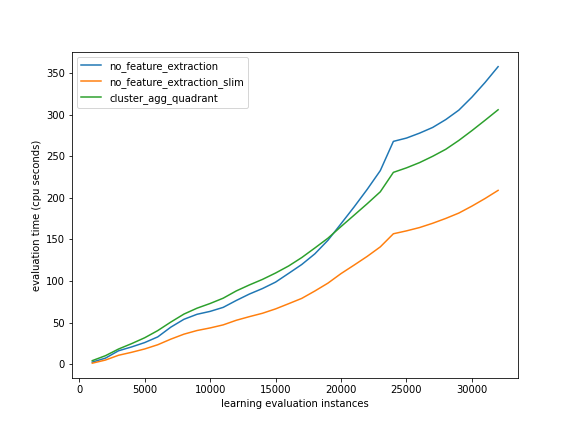 no_feature_extraction
no_feature_extraction_slim
cluster_agg_quadrant
evaluation time (cpu seconds)
350
300
250
200
150
100
50
0
0 5000 10000 15000 20000 25000 30000
learning evaluation instances